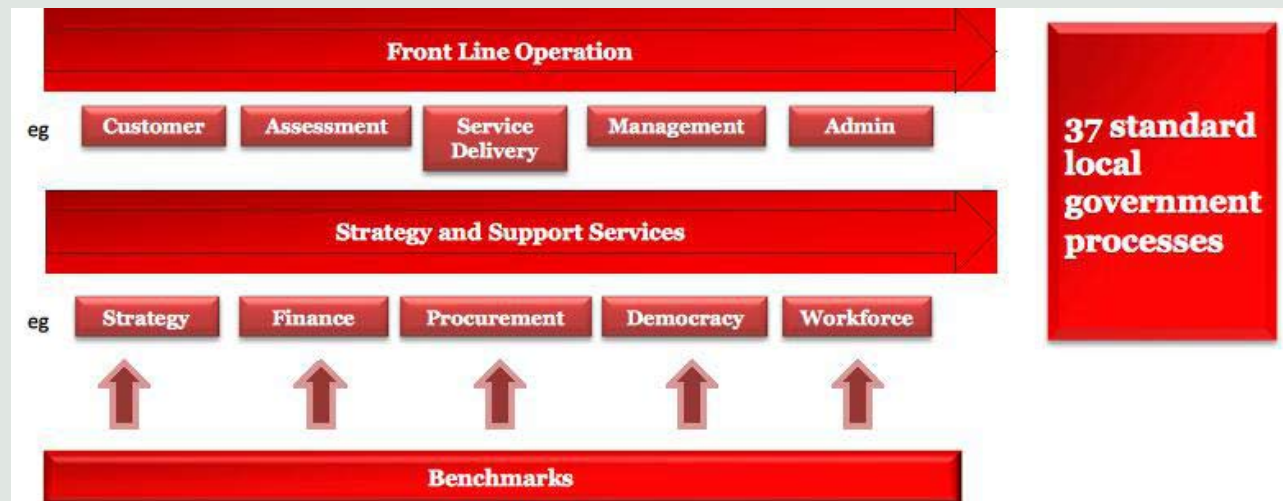 Front Line Operation
eg
Customer
Assessment
Service
Delivery
Management
Admin
Strategy and Support Services
eg
Strategy
Finance
Procurement
Democracy
Workforce
Benchmarks
37 standard
local
government
processes